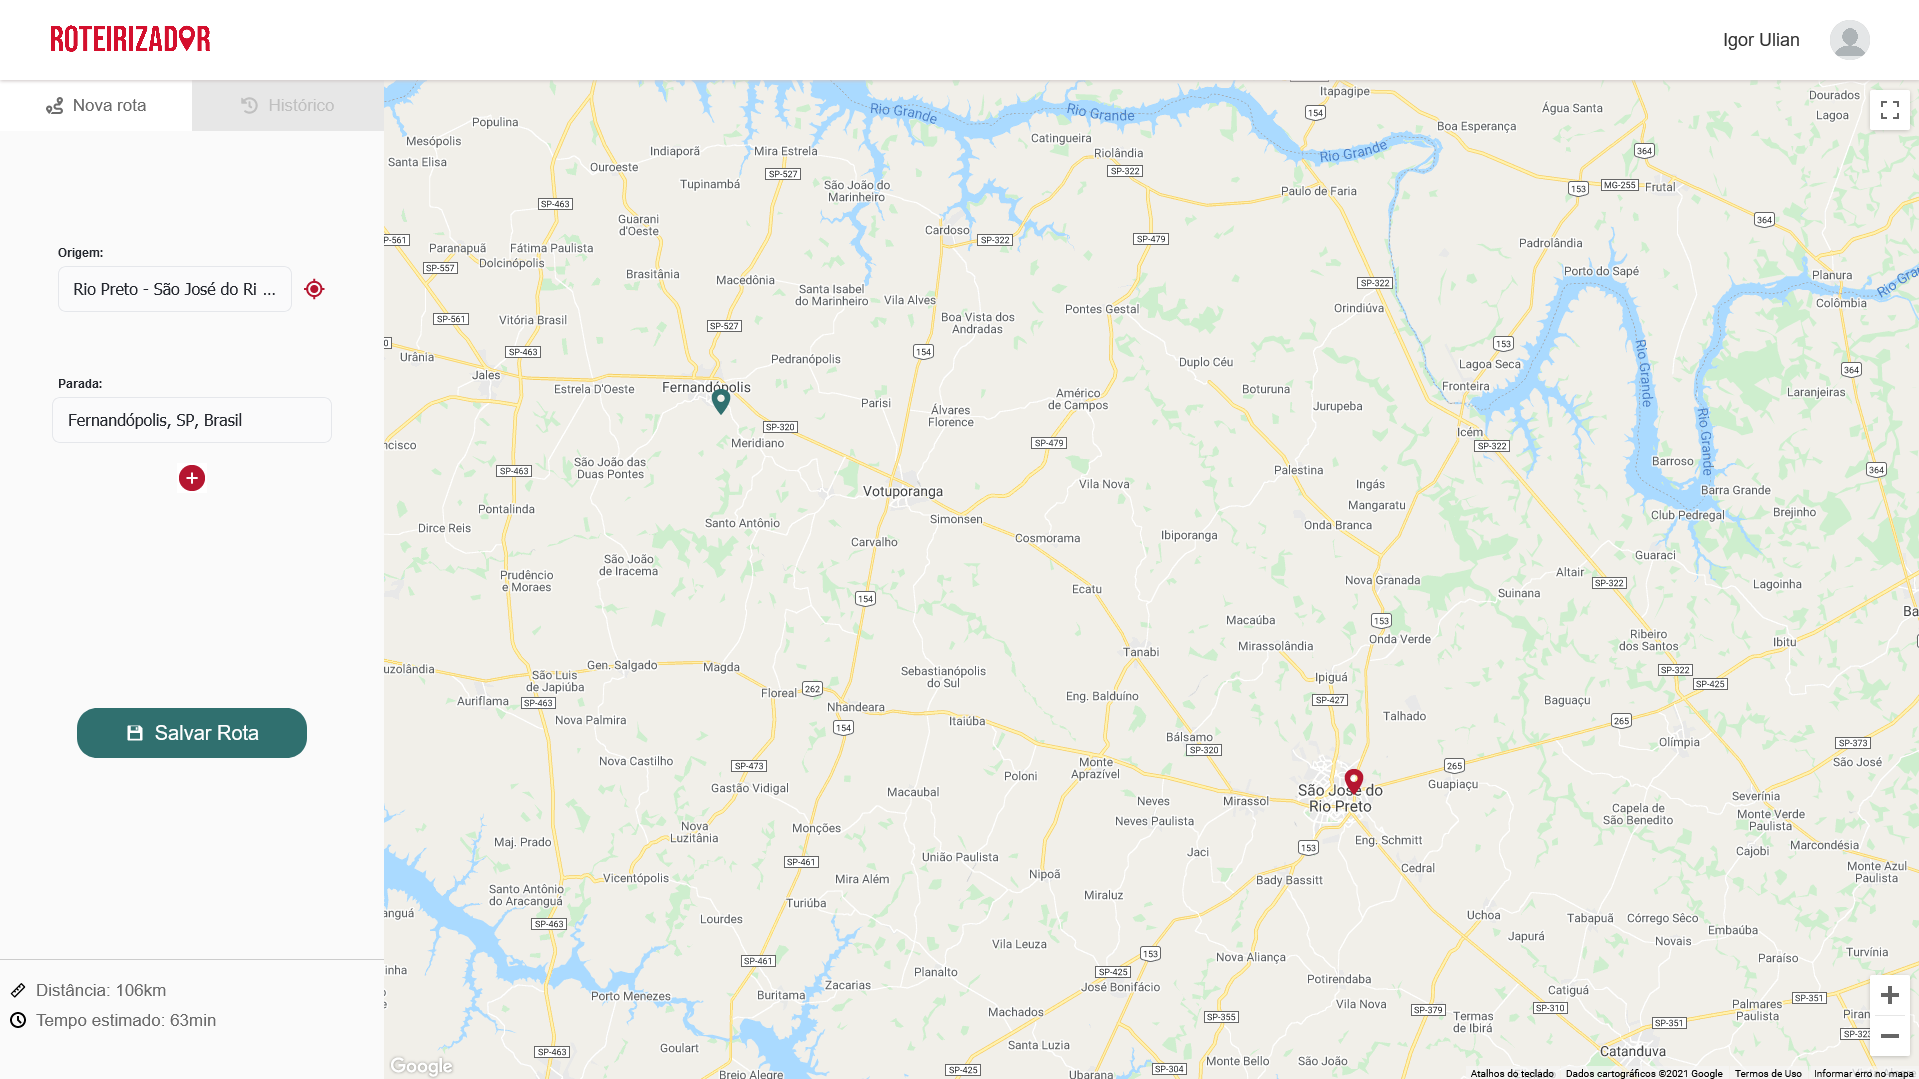 ROTEIRIZADOR
Igor Ulian
Nova rota
Histórico
Origem:
Rio Preto - São José do Ri ...
Parada:
Fernandópolis, SP, Brasil
Salvar Rota
Distância: 106km
Tempo estimado: 63min
Itapagipe
Dourados
Lagoa
Rio Grande
Rio Grande
154
Água Santa
Populina
Boa Esperança
Mesópolis
Catingueira
Indiaporã
Mira Estrela
Riolândia
Rio Grande
364
Santa Elisa
Ouroeste
SP-527
SP-322
Tupinambá
São João do
Marinheiro
Paulo de Faria
153
MG-255
Frutal
SP-463
Guarani
d'Oeste
364
Cardoso
SP-561
SP-322
SP-479
Paranapuã
Fátima Paulista
Padrolândia
Dolcinópolis
SP-557
Brasitânia
Macedônia
Porto do Sapé
Planura
SP-322
Santa Isabel
do Marinheiro
Vila Alves
Pontes Gestal
Orindiúva
Rio Gran
Colômbia
SP-561
Vitória Brasil
SP-527
Boa Vista dos
Andradas
153
Urânia
SP-463
154
Pedranópolis
Duplo Céu
Lagoa Seca
Rio Grande
364
Jales
Estrela D'Oeste
Fernandópolis
Boturuna
Fronteira
Laranjeiras
Parisi
Álvares
Florence
Américo
de Campos
Jurupeba
Rio Grande
SP-320
Meridiano
SP-479
Icém
SP-322
ncisco
SP-463
São João das
Duas Pontes
Palestina
Barroso
364
Votuporanga
Vila Nova
Ingás
Barra Grande
Pontalinda
Mangaratu
Dirce Reis
Santo Antônio
Simonsen
Onda Branca
Club Pedregal
Brejinho
Carvalho
Cosmorama
Ibiporanga
São João
de Iracema
Guaraci
Prudêncio
e Moraes
Altair
Nova Granada
SP-322
Lagoinha
Ecatu
Suinana
154
Macaúba
153
Ba
Onda Verde
Ribeiro
dos Santos
Ibitu
Mirassolândia
Tanabi
uzolândia
São Luis
de Japiúba
Gen. Salgado
Magda
Sebastianópolis
do Sul
Ipiguá
SP-322
SP-425
Auriflama
SP-463
Floreal
262
Eng. Balduíno
SP-427
Baguaçu
Nhandeara
Nova Palmira
154
Itaiúba
Talhado
265
Bálsamo
SP-320
Olímpia
SP-373
Nova Castilho
SP-473
Monte
Aprazível
265
São José
Poloni
Gastão Vidigal
Macaubal
Guapiaçu
São José do
Rio Preto
Neves
Mirassol
Severínia
Capela de
São Benedito
Monte Verde
Paulista
Nova
Luzitânia
Monções
Neves Paulista
Maj. Prado
153
Eng. Schmitt
Marcondésia
Cajobi
SP-461
União Paulista
Jaci
Cedral
Monte Azul
Paulista
Vicentópolis
Mira Além
Nipoã
Bady Bassitt
Santo Antônio
do Aracanguá
Miraluz
Turiúba
Uchoa
anguá
SP-463
Lourdes
Tabapuã
Córrego Sêco
Embaúba
Japurá
Novais
Vila Leuza
153
Turvínia
inha
SP-461
Planalto
SP-425
Nova Aliança
Paraíso
Zacarias
José Bonifácio
Potirendaba
Catiguá
Porto Menezes
Buritama
Vila Nova
SP-351
Palmares
Paulista
Machados
SP-355
SP-379
SP-310
Termas
de Ibirá
SP-351
SP-463
Goulart
Santa Luzia
Catanduva
Monte Bello
São João
Brejo Alegre
SP-425
Ubarana
SP-304
Google
Atalhos do teclado
Dados cartográficos ©2021 Google
Termos de Uso
Informar erro no mapa